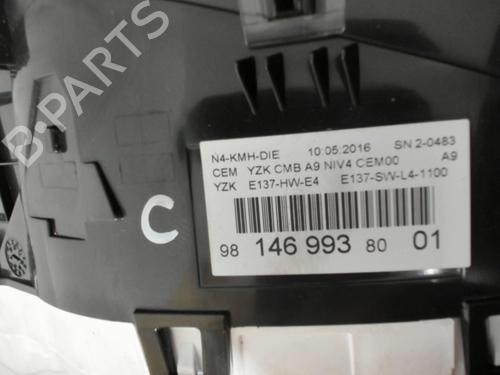 N4-KMH-DIE 10:05:2016 SN 2-0483
CEM YZK CMB A9 NIV4 CEM00 A9
YZK E137-HW-E4 E137-SW-L4-1100
98 146 993 80 01
C
B-PARTS